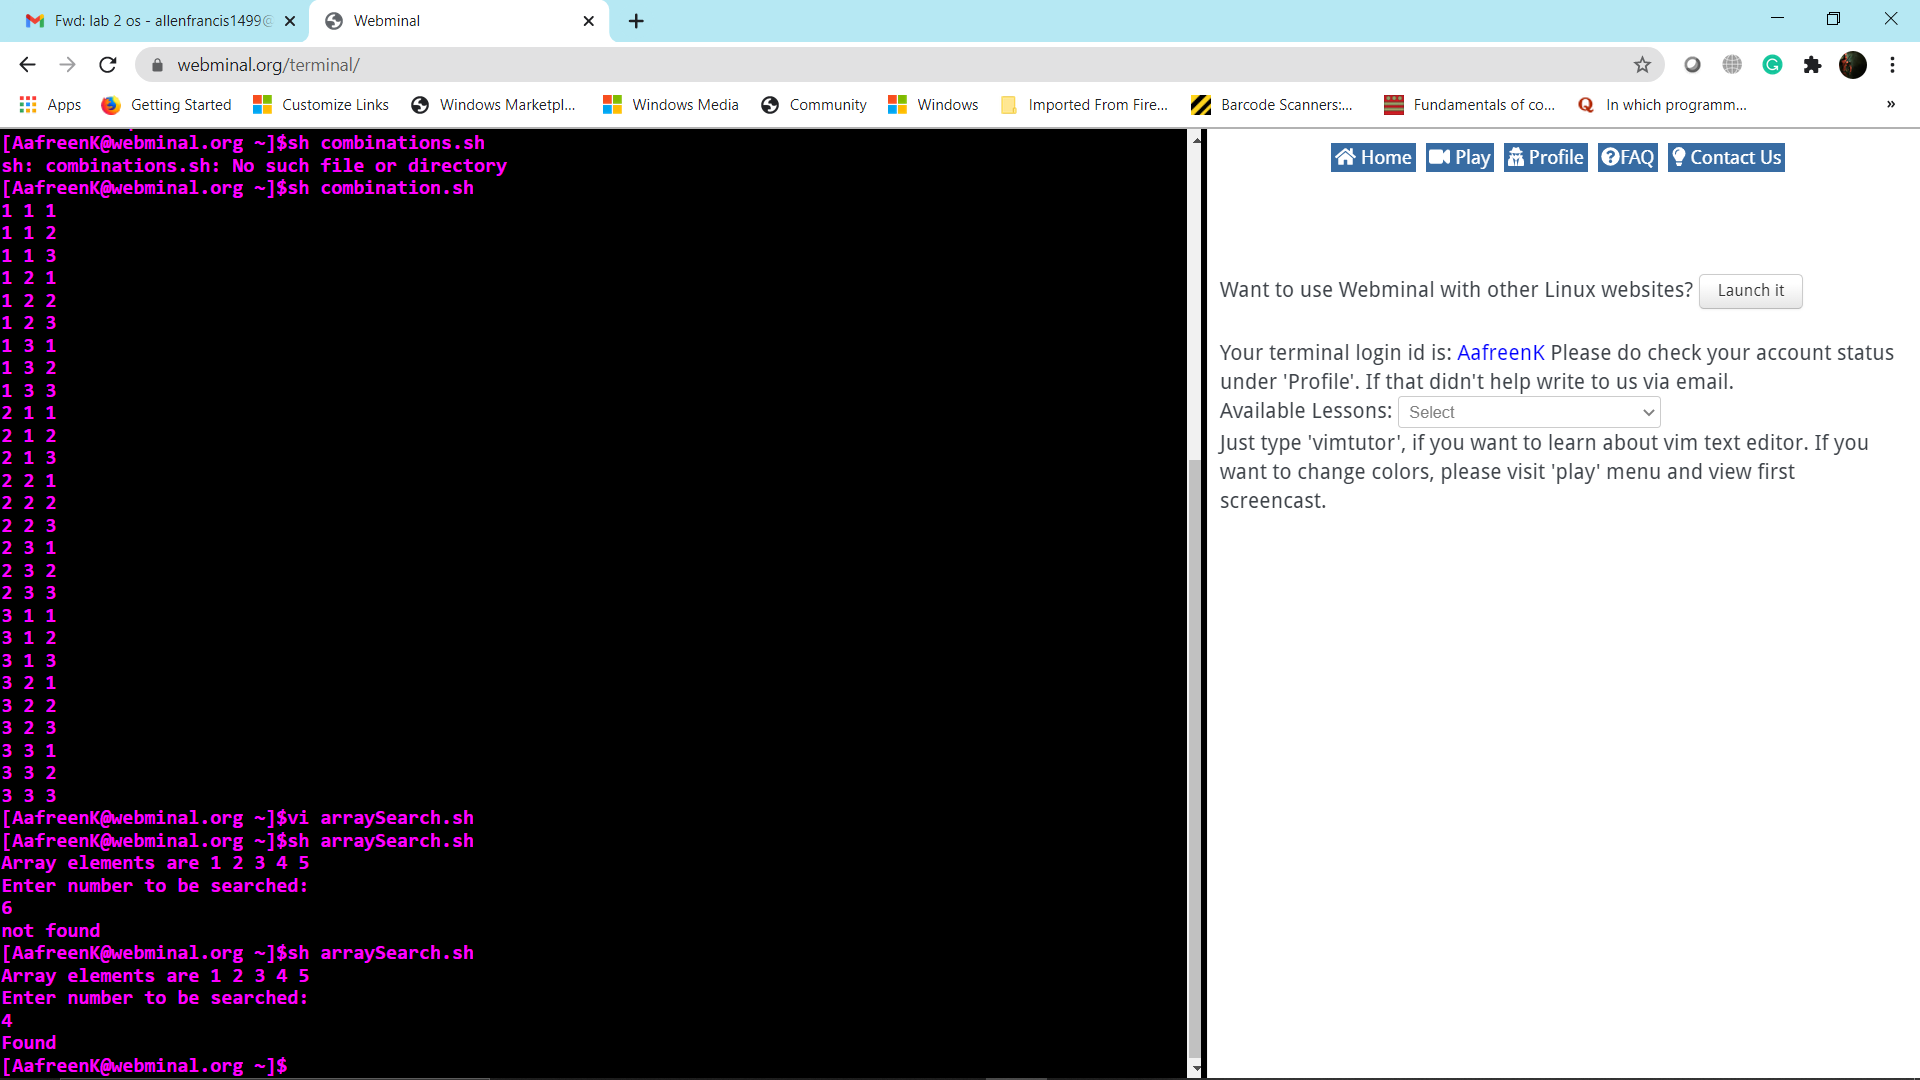 Fwd: lab 2 os - allenfrancis1499@
Webminal
webminal.org/terminal/
Apps Getting Started Customize Links Windows Marketpl... Windows Media Community Windows Imported From Fire... Barcode Scanners:... Fundamentals of co... In which programm... »
[AafreenK@webminal.org ~]$sh combinations.sh
sh: combinations.sh: No such file or directory
[AafreenK@webminal.org ~]$sh combination.sh
1 1 1
1 1 2
1 1 3
1 2 1
1 2 2
1 2 3
1 3 1
1 3 2
1 3 3
2 1 1
2 1 2
2 1 3
2 2 1
2 2 2
2 2 3
2 3 1
2 3 2
2 3 3
3 1 1
3 1 2
3 1 3
3 2 1
3 2 2
3 2 3
3 3 1
3 3 2
3 3 3
[AafreenK@webminal.org ~]$vi arraySearch.sh
[AafreenK@webminal.org ~]$sh arraySearch.sh
Array elements are 1 2 3 4 5
Enter number to be searched:
6
not found
[AafreenK@webminal.org ~]$sh arraySearch.sh
Array elements are 1 2 3 4 5
Enter number to be searched:
4
Found
[AafreenK@webminal.org ~]$
Home Play Profile FAQ Contact Us
Want to use Webminal with other Linux websites? Launch it
Your terminal login id is: AafreenK Please do check your account status
under 'Profile'. If that didn't help write to us via email.
Available Lessons: Select
Just type 'vimtutor', if you want to learn about vim text editor. If you
want to change colors, please visit 'play' menu and view first
screencast.